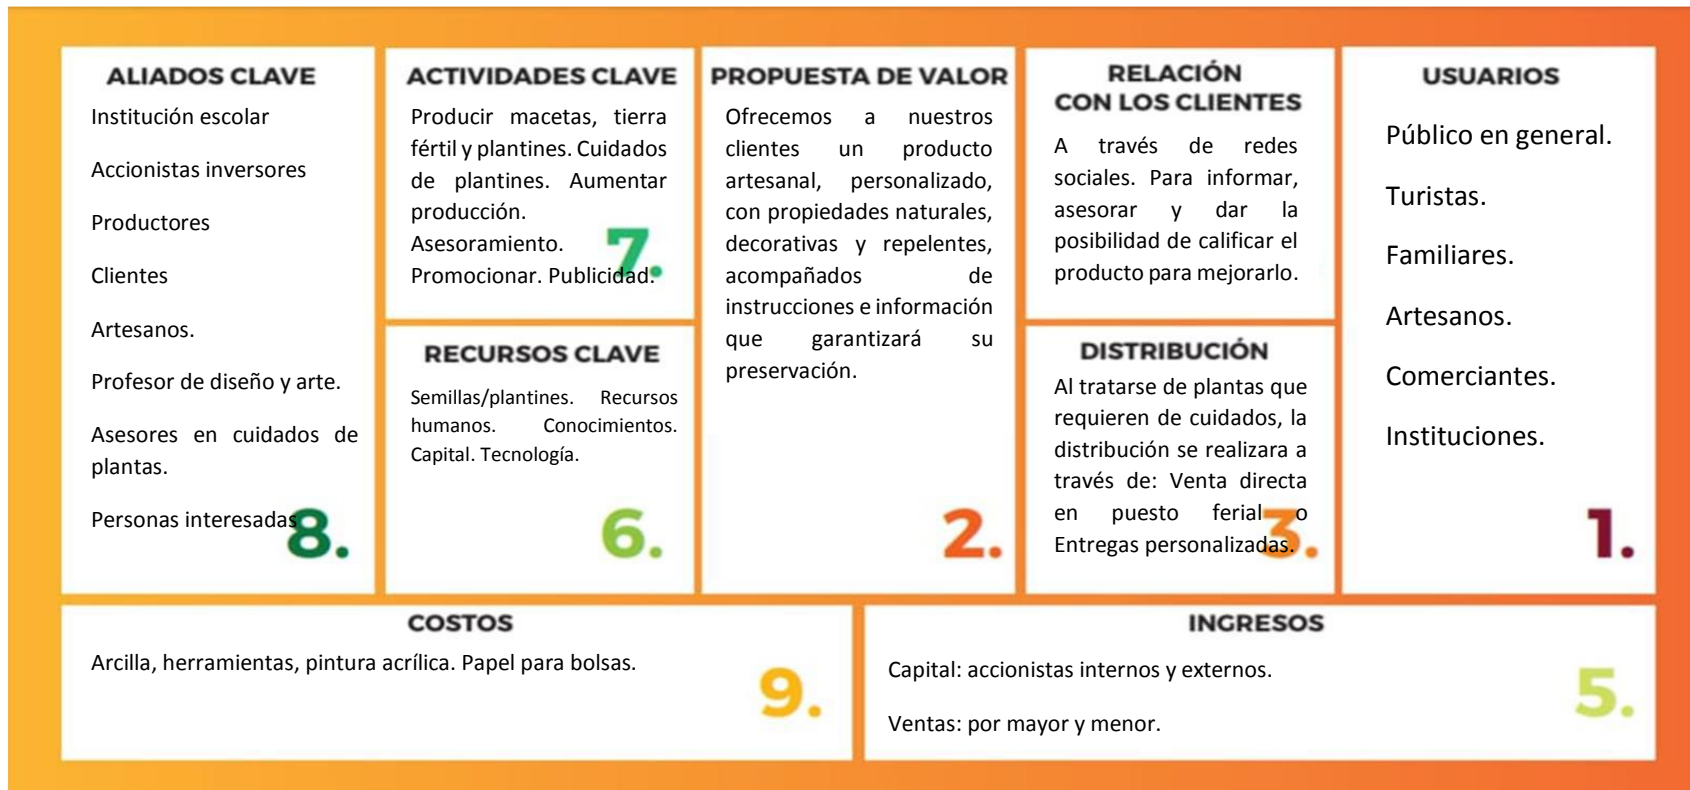 ALIADOS CLAVE
Institución escolar
Accionistas inversores
Productores
Clientes
Artesanos.
Profesor de diseño y arte.
Asesores en cuidados de
plantas.
Personas interesadas
8.
ACTIVIDADES CLAVE
Producir macetas, tierra
fértil y plantines. Cuidados
de plantines. Aumentar
producción.
Asesoramiento.
Promocionar. Publicidad.
7.
RECURSOS CLAVE
Semillas/plantines. Recursos
humanos. Conocimientos.
Capital. Tecnología.
6.
PROPUESTA DE VALOR
Ofrecemos a nuestros
clientes un producto
artesanal, personalizado,
con propiedades naturales,
decorativas y repelentes,
acompañados de
instrucciones e información
que garantizará su
preservación.
2.
RELACIÓN
CON LOS CLIENTES
A través de redes
sociales. Para informar,
asesorar y dar la
posibilidad de calificar el
producto para mejorarlo.
DISTRIBUCIÓN
Al tratarse de plantas que
requieren de cuidados, la
distribución se realizara a
través de: Venta directa
en puesto ferial o
Entregas personalizadas.
3.
USUARIOS
Público en general.
Turistas.
Familiares.
Artesanos.
Comerciantes.
Instituciones.
1.
COSTOS
Arcilla, herramientas, pintura acrílica. Papel para bolsas.
9.
INGRESOS
Capital: accionistas internos y externos.
Ventas: por mayor y menor.
5.